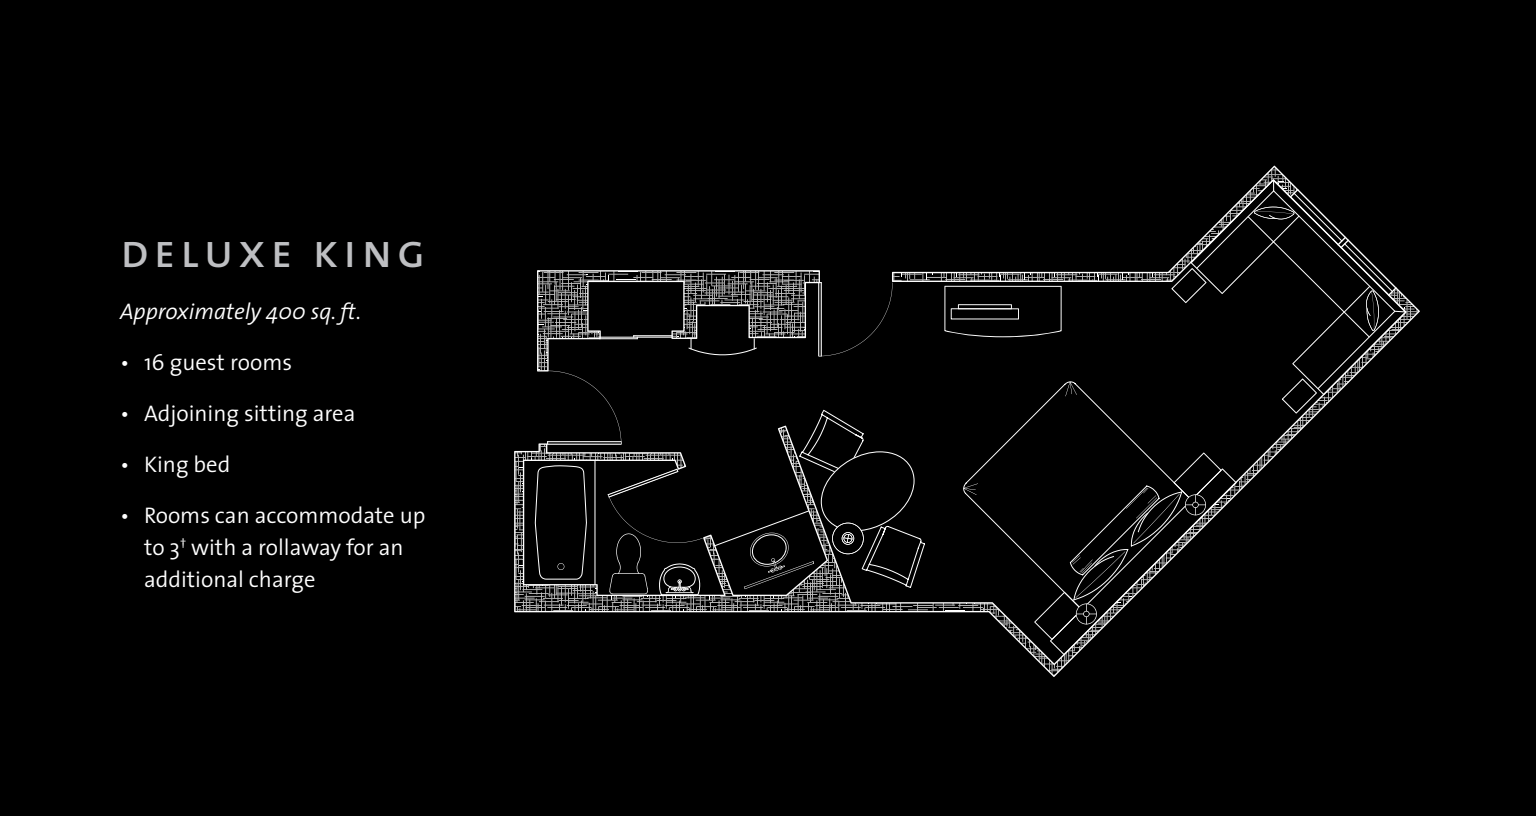 DELUXE KING
Approximately 400 sq. ft.
• 16 guest rooms
• Adjoining sitting area
• King bed
• Rooms can accommodate up
to 3† with a rollaway for an
additional charge